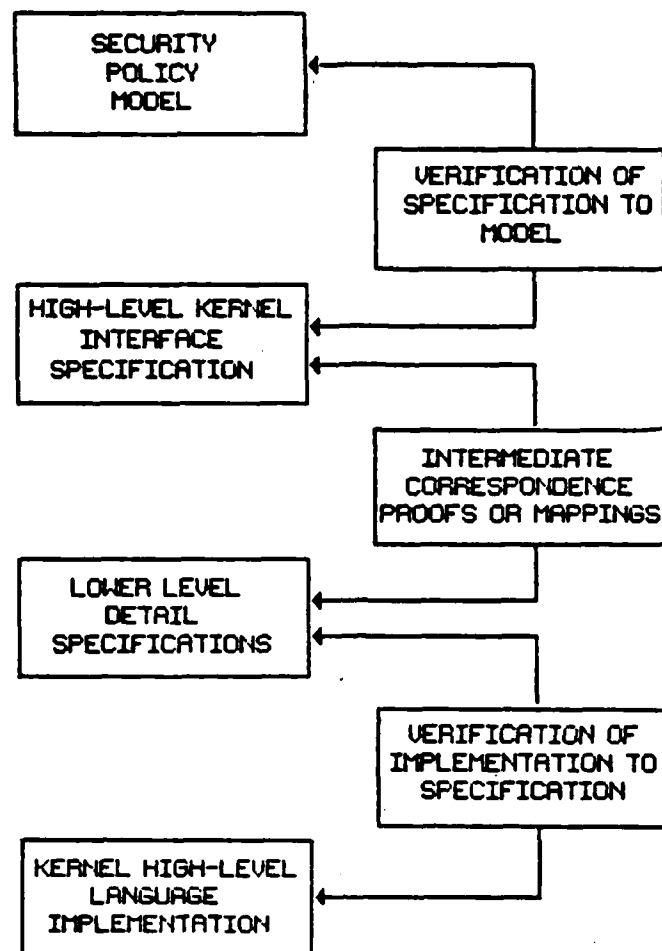 SECURITY
POLICY
MODEL
VERIFICATION OF
SPECIFICATION TO
MODEL
HIGH-LEVEL KERNEL
INTERFACE
SPECIFICATION
INTERMEDIATE
CORRESPONDENCE
PROOFS OR MAPPINGS
LOWER LEVEL
DETAIL
SPECIFICATIONS
VERIFICATION OF
IMPLEMENTATION TO
SPECIFICATION
KERNEL HIGH-LEVEL
LANGUAGE
IMPLEMENTATION